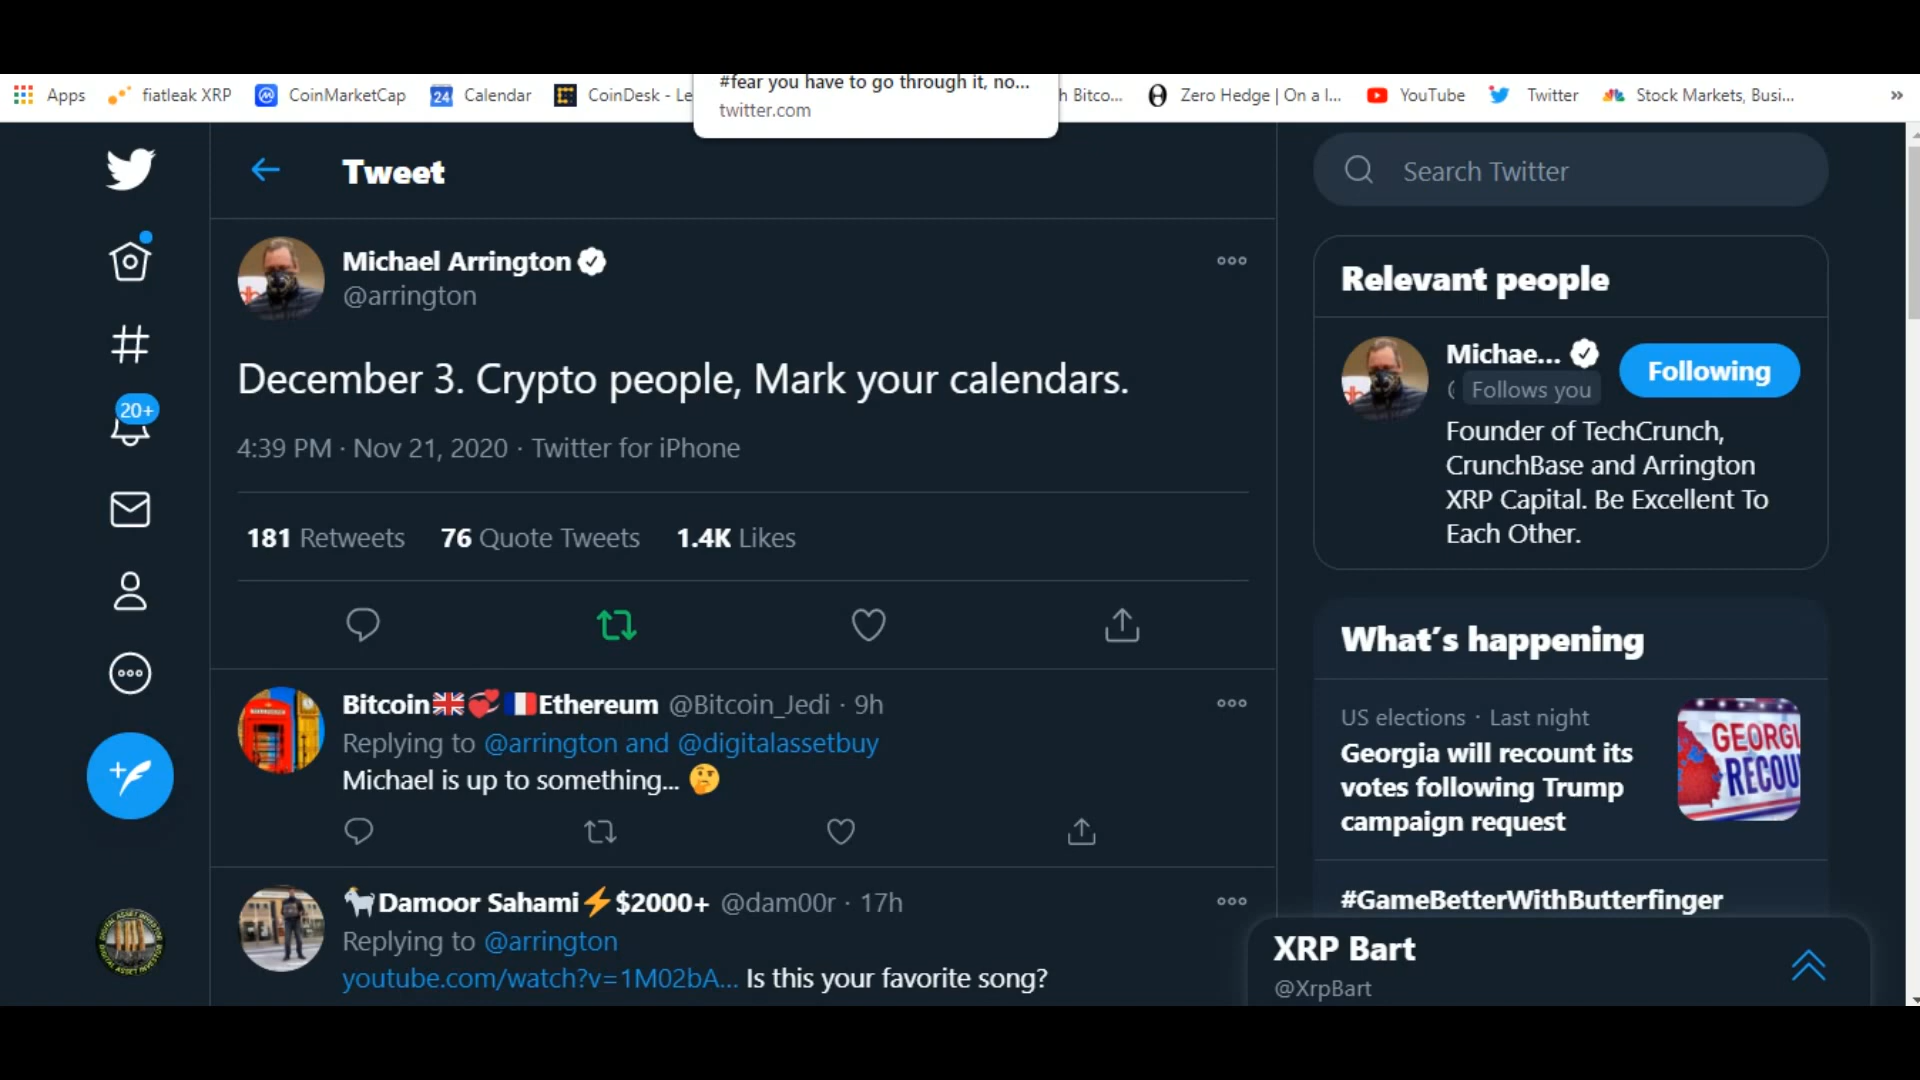 #fear you have to go through it, no...
twitter.com
Apps
fiatleak XRP
CoinMarketCap
24 Calendar
CoinDesk - Le
h Bitco...
Zero Hedge | On a l...
YouTube
Twitter
Stock Markets, Busi...
»
Tweet
Search Twitter
Michael Arrington
@arrington
December 3. Crypto people, Mark your calendars.
4:39 PM · Nov 21, 2020 · Twitter for iPhone
181 Retweets 76 Quote Tweets 1.4K Likes
20+
Relevant people
Michae...
Follows you
Following
Founder of TechCrunch,
CrunchBase and Arrington
XRP Capital. Be Excellent To
Each Other.
What's happening
US elections · Last night
Georgia will recount its
votes following Trump
campaign request
GEORGI
RECOU
#GameBetterWithButterfinger
Bitcoin🇬🇧💞🇫🇷Ethereum @Bitcoin_Jedi · 9h
Replying to @arrington and @digitalassetbuy
Michael is up to something... 🤔
🐐Damoor Sahami⚡$2000+ @dam00r · 17h
Replying to @arrington
youtube.com/watch?v=1M02bA... Is this your favorite song?
XRP Bart
@XrpBart
DIGITAL ASSET INVESTOR